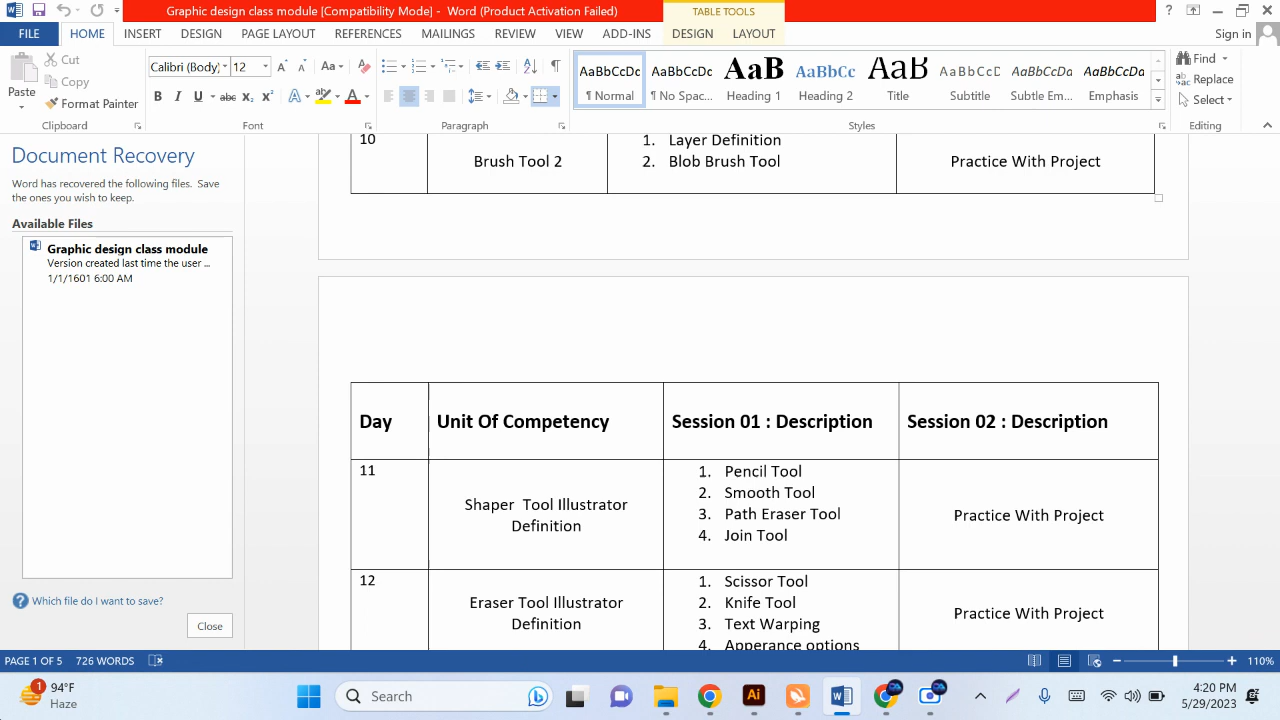 Graphic design class module [Compatibility Mode] - Word (Product Activation Failed)
TABLE TOOLS
FILE HOME INSERT DESIGN PAGE LAYOUT REFERENCES MAILINGS REVIEW VIEW ADD-INS DESIGN LAYOUT Sign in
Paste
Cut
Copy
Format Painter
Calibri (Body) 12
AaBbCcDc AaBbCcDc AaB AaBbCc AaB AaBbCcD AaBbCcDc AaBbCcDc
¶ Normal ¶ No Spac... Heading 1 Heading 2 Title Subtitle Subtle Em... Emphasis
Find
Replace
Select
Clipboard Font Paragraph Styles Editing
Document Recovery
Word has recovered the following files. Save
the ones you wish to keep.
Available Files
Graphic design class module
Version created last time the user ...
1/1/1601 6:00 AM
Which file do I want to save?
Close
10
Brush Tool 2
1. Layer Definition
2. Blob Brush Tool
Practice With Project
Day Unit Of Competency Session 01 : Description Session 02 : Description
11
Shaper Tool Illustrator
Definition
1. Pencil Tool
2. Smooth Tool
3. Path Eraser Tool
4. Join Tool
Practice With Project
12
Eraser Tool Illustrator
Definition
1. Scissor Tool
2. Knife Tool
3. Text Warping
4. Apperance options
Practice With Project
PAGE 1 OF 5 726 WORDS 110%
1
94°F
Haze
Search
4:20 PM
5/29/2023